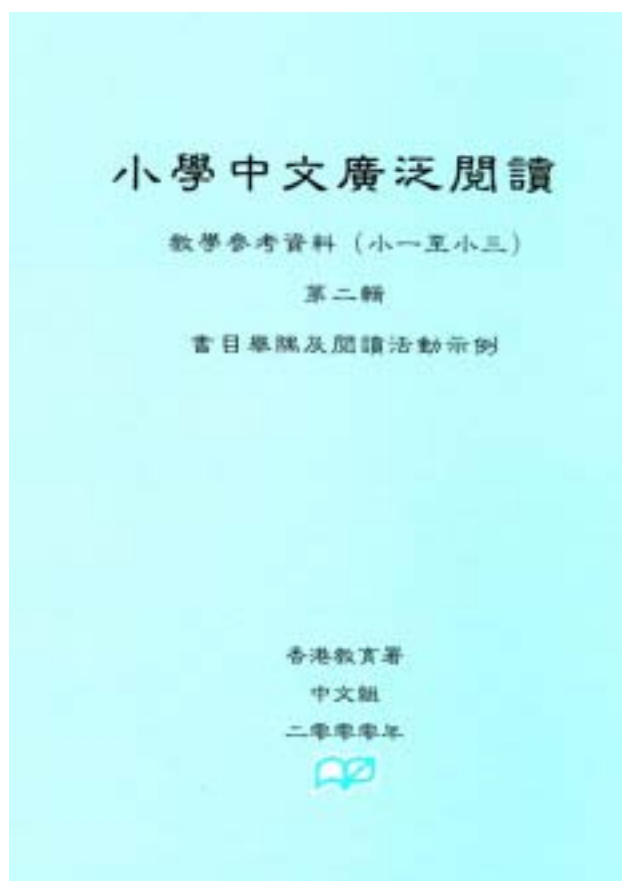 小學中文廣泛閱讀
教學參考資料（小一至小三）
第二輯
書目舉隅及閱讀活動示例
香港教育署
中文組
二零零零年